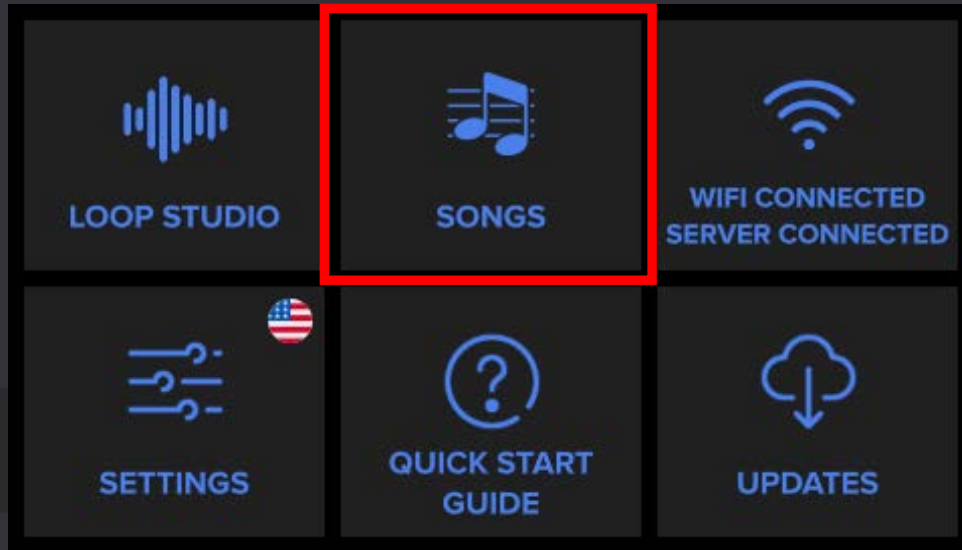 LOOP STUDIO
SONGS
WIFI CONNECTED
SERVER CONNECTED
SETTINGS
QUICK START
GUIDE
UPDATES